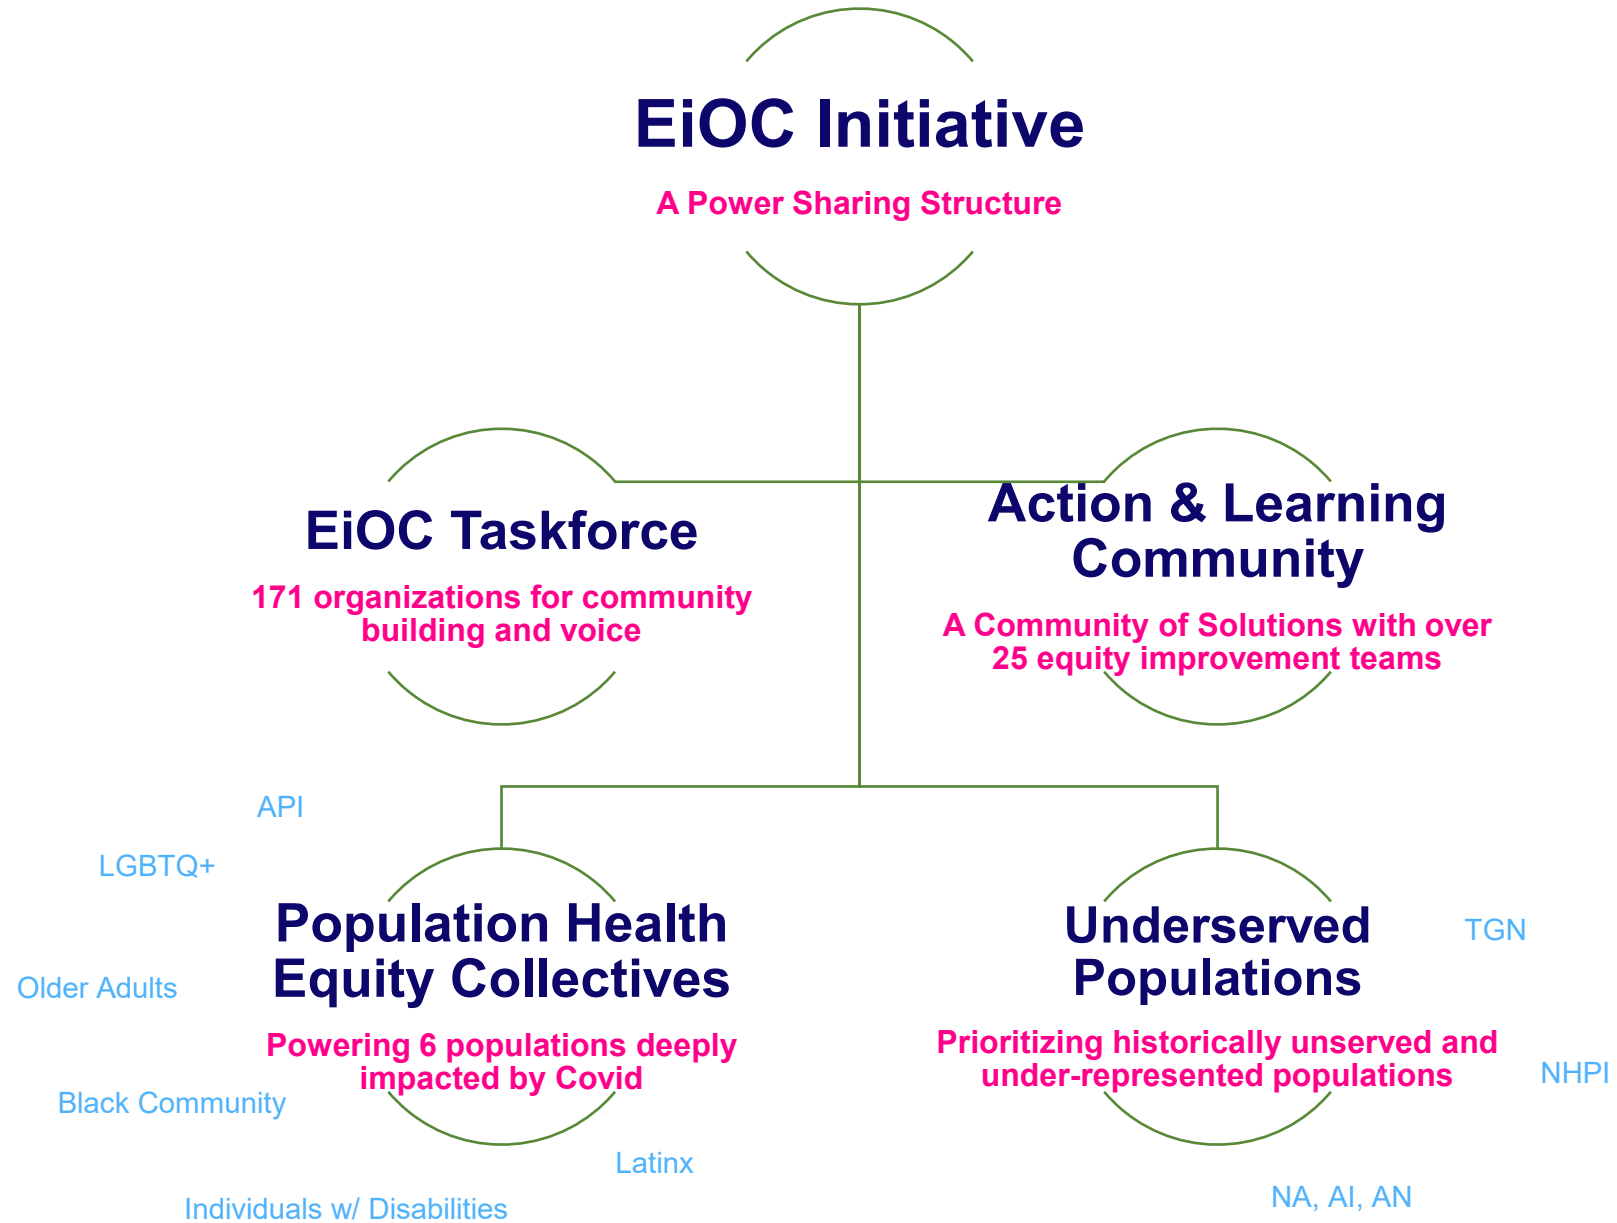 EiOC Initiative
A Power Sharing Structure
EiOC Taskforce
171 organizations for community
building and voice
Action & Learning
Community
A Community of Solutions with over
25 equity improvement teams
API
LGBTQ+
Older Adults
Black Community
Individuals w/ Disabilities
Latinx
Population Health
Equity Collectives
Powering 6 populations deeply
impacted by Covid
Underserved
Populations
Prioritizing historically unserved and
under-represented populations
TGN
NHPI
NA, AI, AN